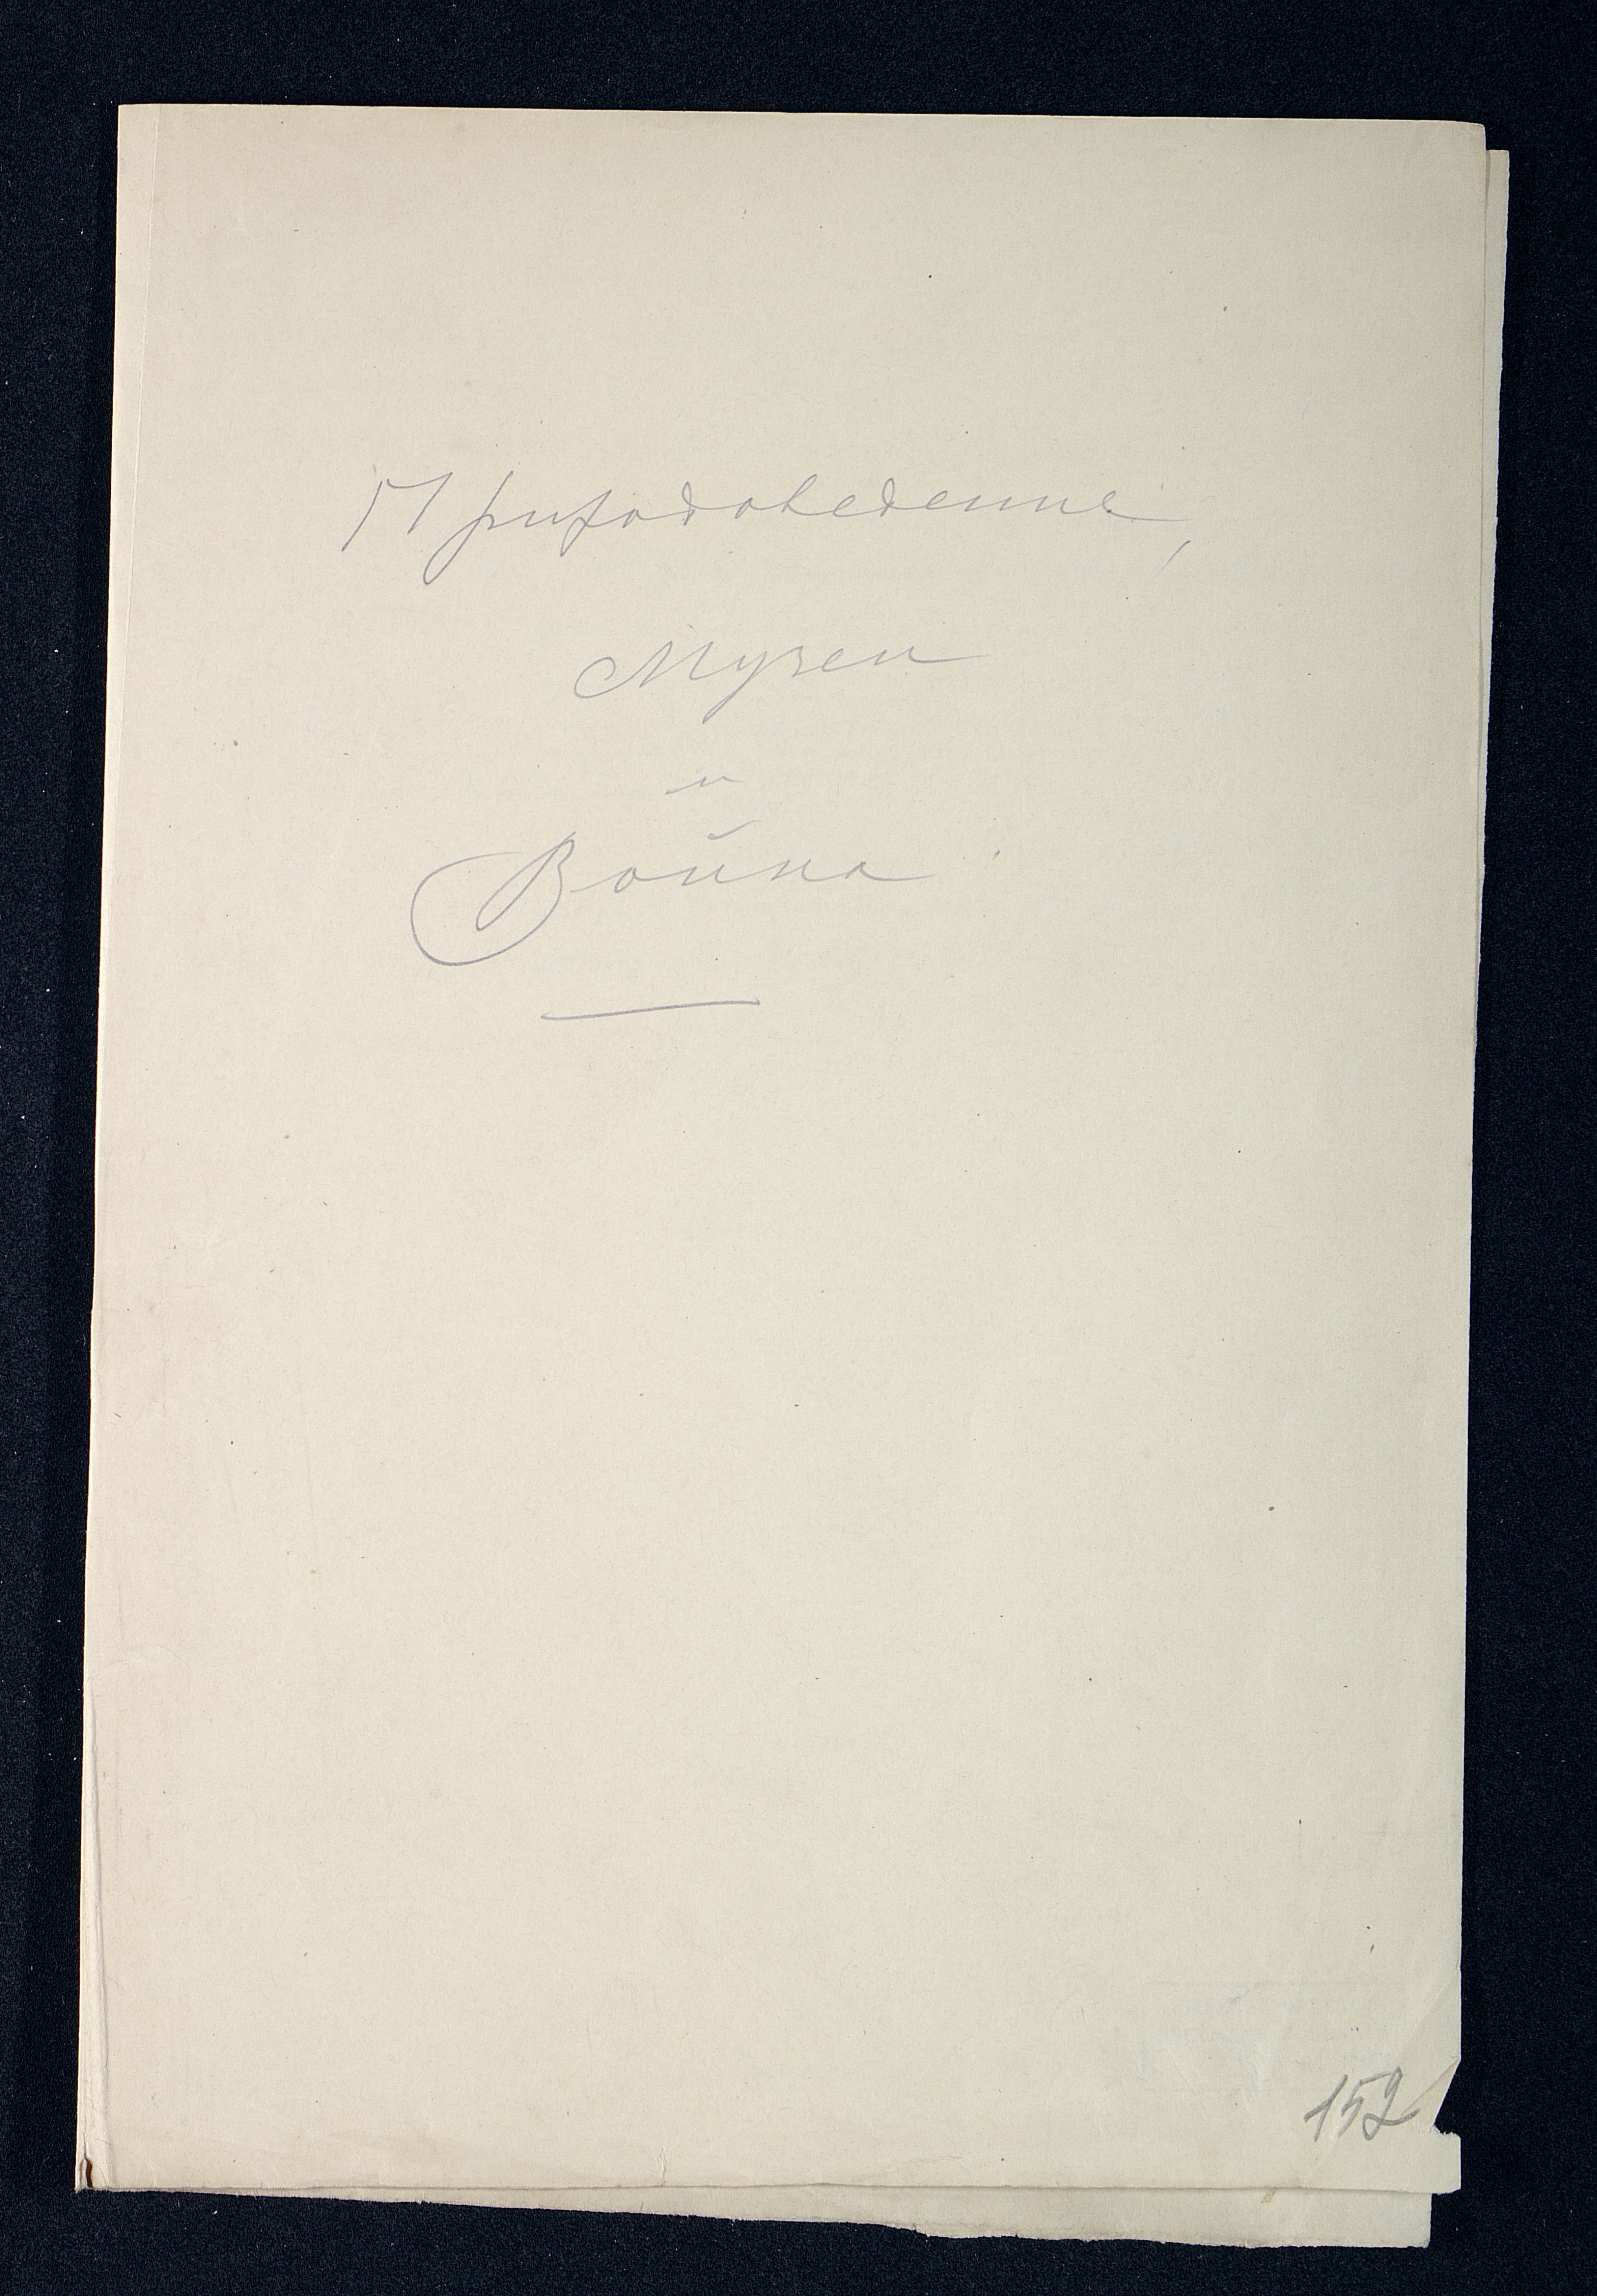 Природоведение,
Музеи
и
Война
152